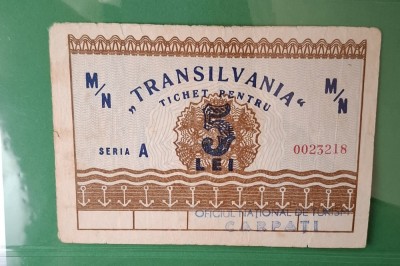 M/N „TRANSILVANIA“ M/N
TICHET PENTRU
5
SERIA A 0023218
LEI
OFICIUL NAȚIONAL DE TURISM
CARPAȚI